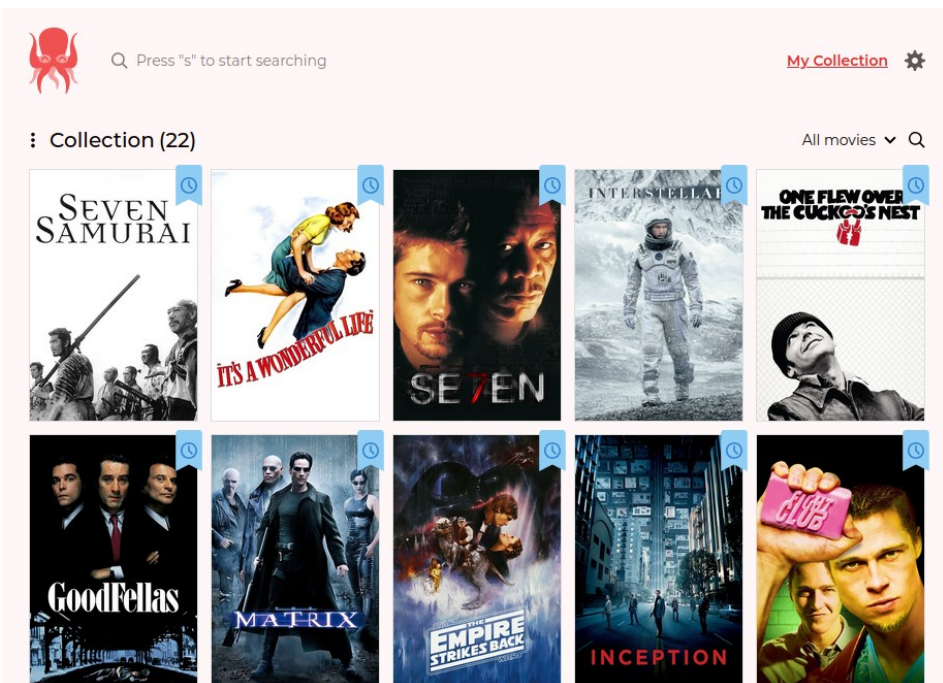 Press "s" to start searching
My Collection
Collection (22)
All movies
SEVEN
SAMURAI
IT'S A WONDERFUL LIFE
SE7EN
INTERSTELLAR
ONE FLEW OVER
THE CUCKOO'S NEST
GOODFELLAS
THE
MATRIX
THE
EMPIRE
STRIKES BACK
INCEPTION
FIGHT
CLUB